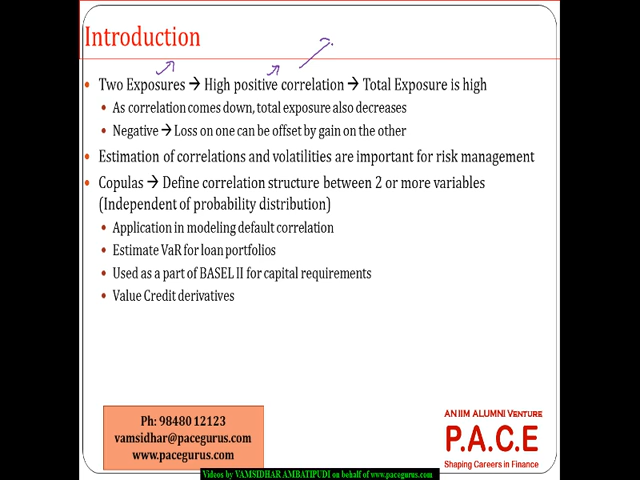 Introduction
• Two Exposures → High positive correlation → Total Exposure is high
• As correlation comes down, total exposure also decreases
• Negative → Loss on one can be offset by gain on the other
• Estimation of correlations and volatilities are important for risk management
• Copulas → Define correlation structure between 2 or more variables
(Independent of probability distribution)
• Application in modeling default correlation
• Estimate VaR for loan portfolios
• Used as a part of BASEL II for capital requirements
• Value Credit derivatives
Ph: 98480 12123
vamsidhar@pacegurus.com
www.pacegurus.com
AN IIM ALUMNI VENTURE
P.A.C.E
Shaping Careers in Finance
Videos by VAMSIDHAR AMBATIPUDI on behalf of www.pacegurus.com